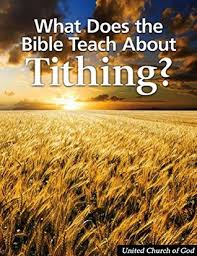 What Does the
Bible Teach About
Tithing?
United Church of God